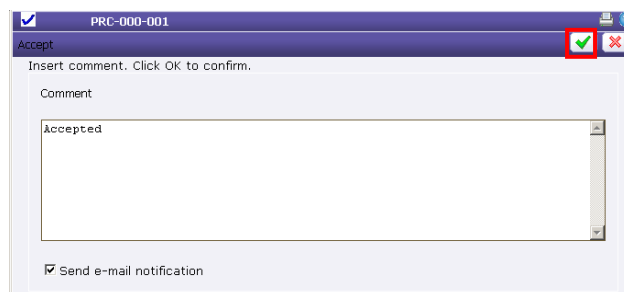 PRC-000-001
Accept
Insert comment. Click OK to confirm.
Comment
Accepted
Send e-mail notification